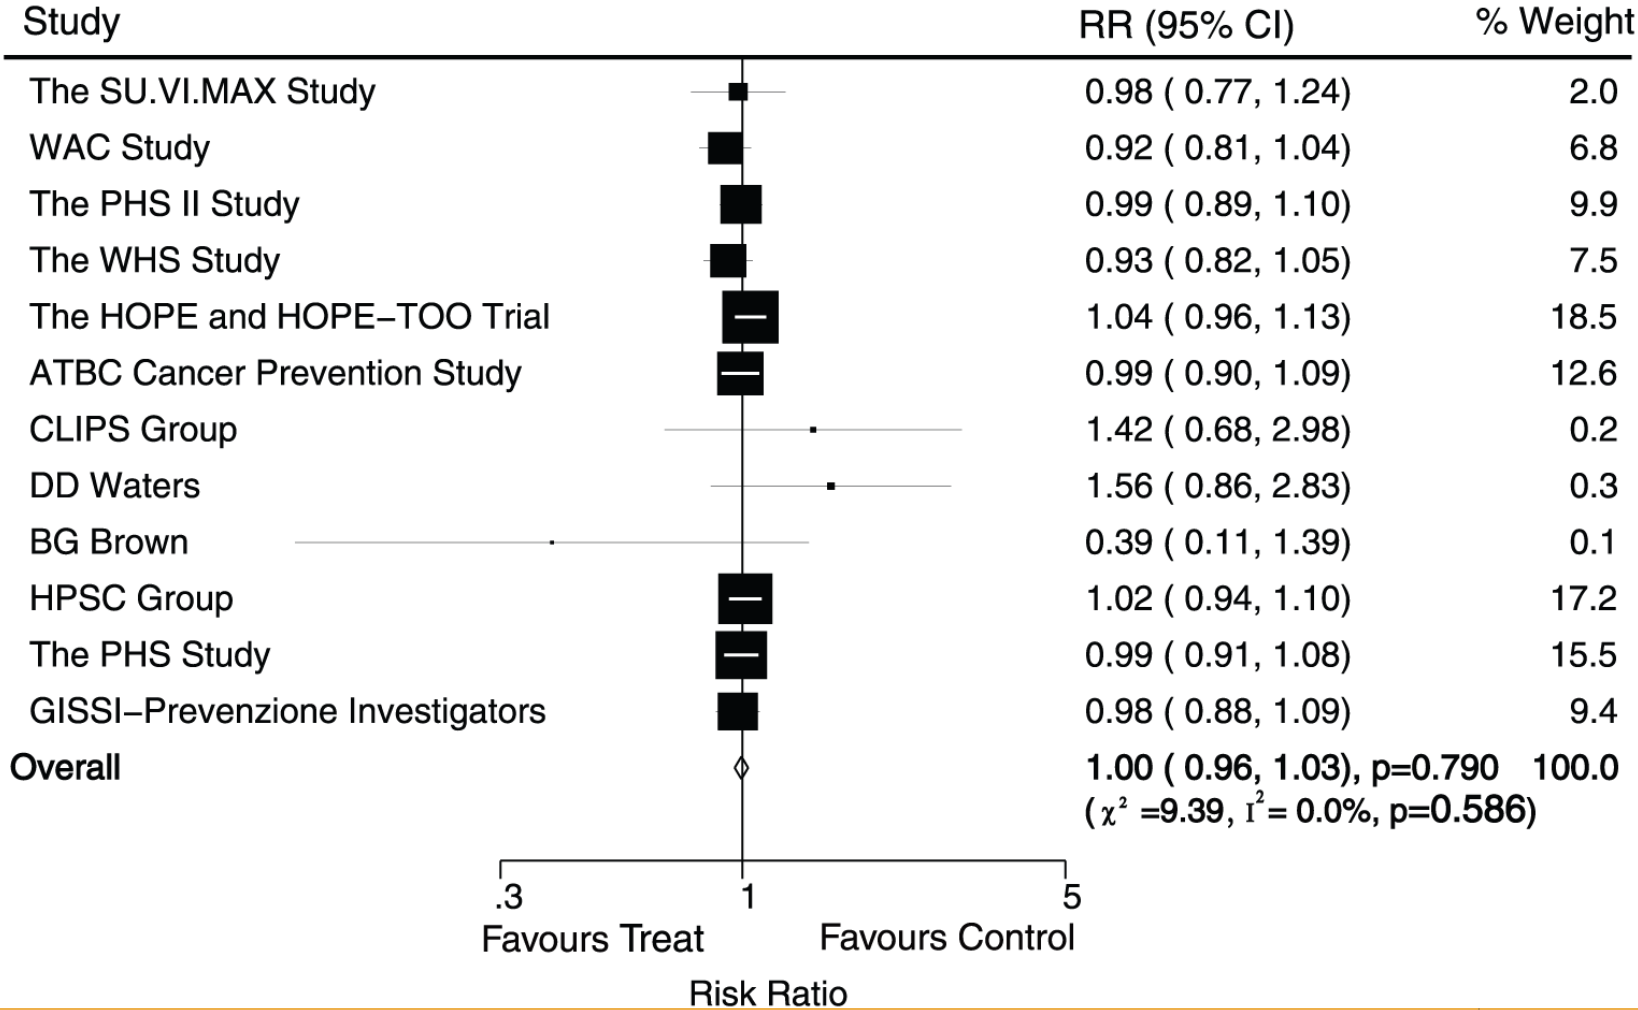 Study RR (95% CI) % Weight
The SU.VI.MAX Study 0.98 ( 0.77, 1.24) 2.0
WAC Study 0.92 ( 0.81, 1.04) 6.8
The PHS II Study 0.99 ( 0.89, 1.10) 9.9
The WHS Study 0.93 ( 0.82, 1.05) 7.5
The HOPE and HOPE−TOO Trial 1.04 ( 0.96, 1.13) 18.5
ATBC Cancer Prevention Study 0.99 ( 0.90, 1.09) 12.6
CLIPS Group 1.42 ( 0.68, 2.98) 0.2
DD Waters 1.56 ( 0.86, 2.83) 0.3
BG Brown 0.39 ( 0.11, 1.39) 0.1
HPSC Group 1.02 ( 0.94, 1.10) 17.2
The PHS Study 0.99 ( 0.91, 1.08) 15.5
GISSI−Prevenzione Investigators 0.98 ( 0.88, 1.09) 9.4
Overall 1.00 ( 0.96, 1.03), p=0.790 100.0
(χ² =9.39, I²= 0.0%, p=0.586)
.3 1 5
Favours Treat Favours Control
Risk Ratio